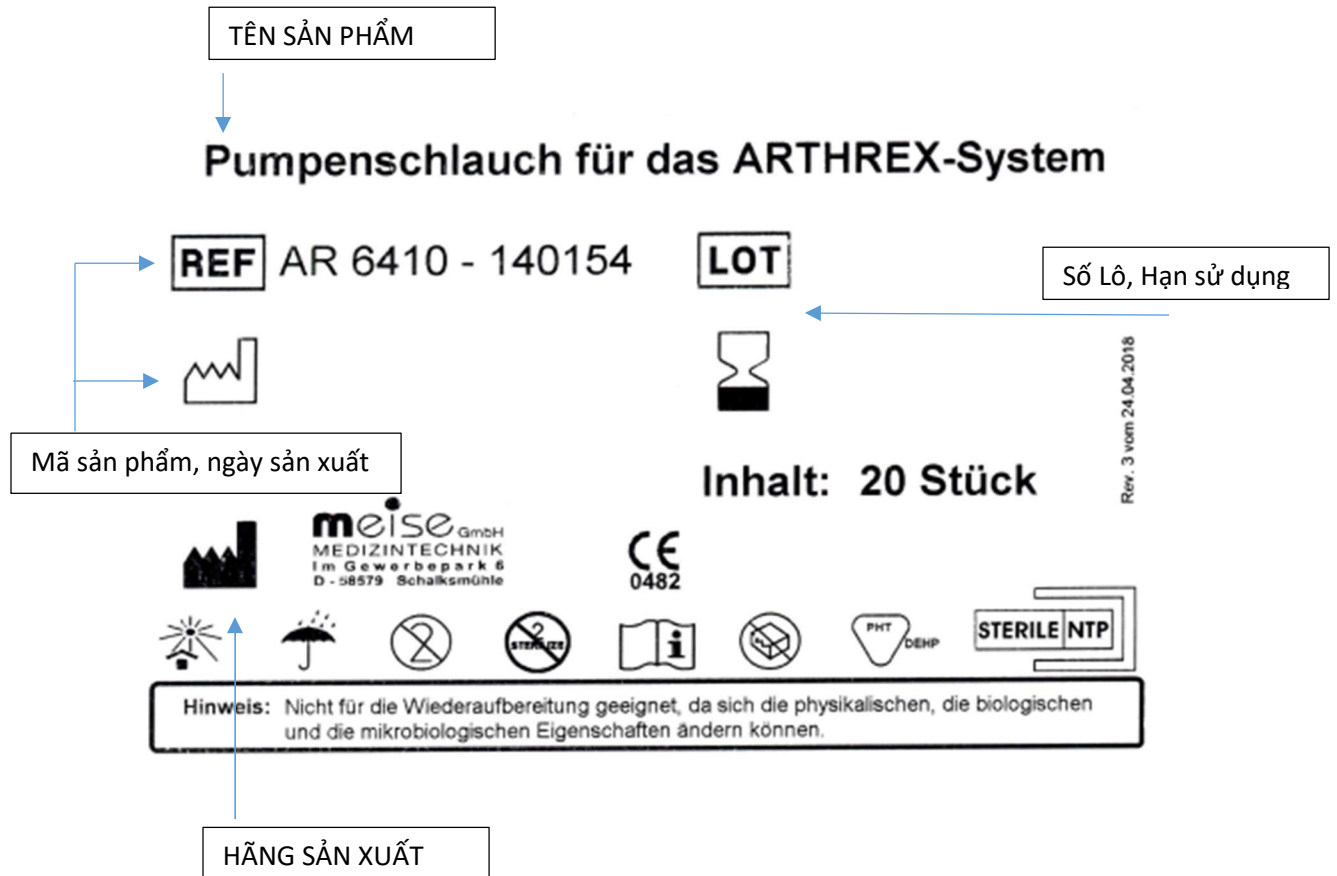 TÊN SẢN PHẨM
Pumpenschlauch für das ARTHREX-System
REF AR 6410 - 140154 LOT
Số Lô, Hạn sử dụng
Rev. 3 vom 24.04.2018
Mã sản phẩm, ngày sản xuất
Inhalt: 20 Stück
meise GmbH
MEDIZINTECHNIK
Im Gewerbepark 6
D - 58579 Schalksmühle
CE
0482
2
2
STERILIZE
i
PHT
DEHP
STERILE NTP
Hinweis: Nicht für die Wiederaufbereitung geeignet, da sich die physikalischen, die biologischen
und die mikrobiologischen Eigenschaften ändern können.
HÃNG SẢN XUẤT